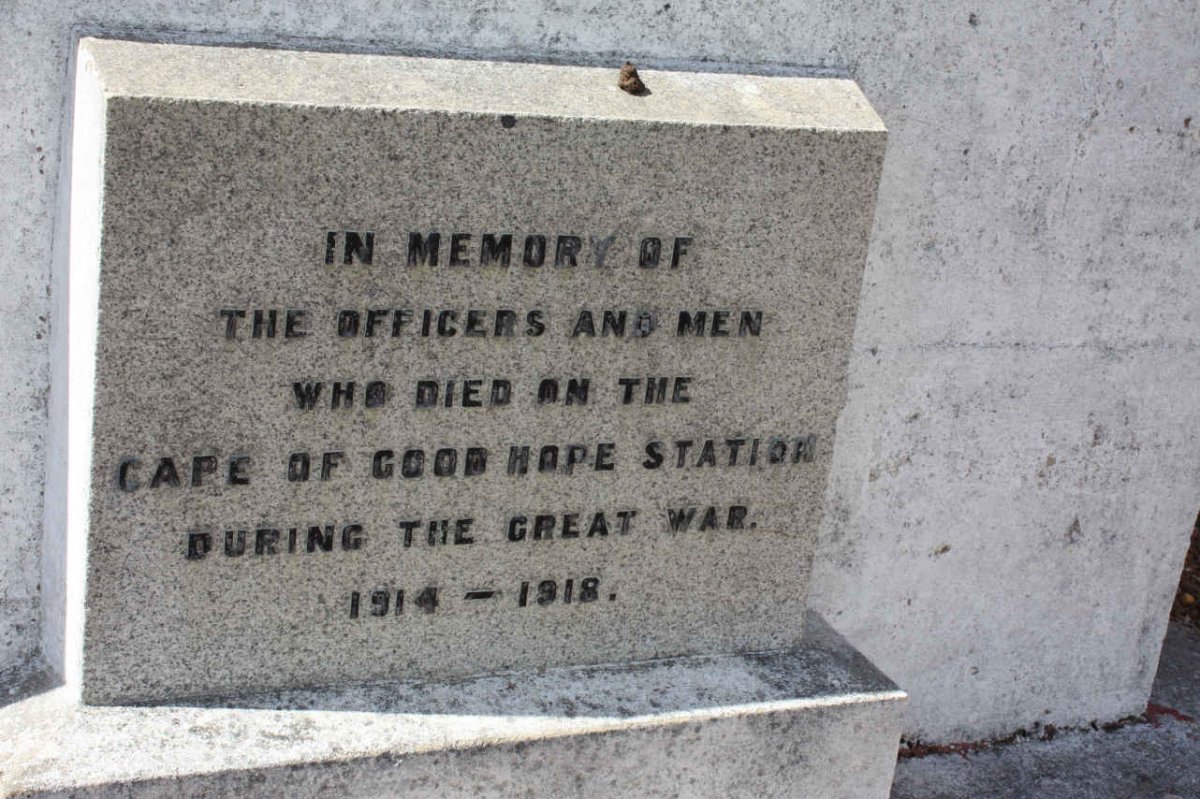 IN MEMORY OF
THE OFFICERS AND MEN
WHO DIED ON THE
CAPE OF GOOD HOPE STATION
DURING THE GREAT WAR.
1914 – 1918.